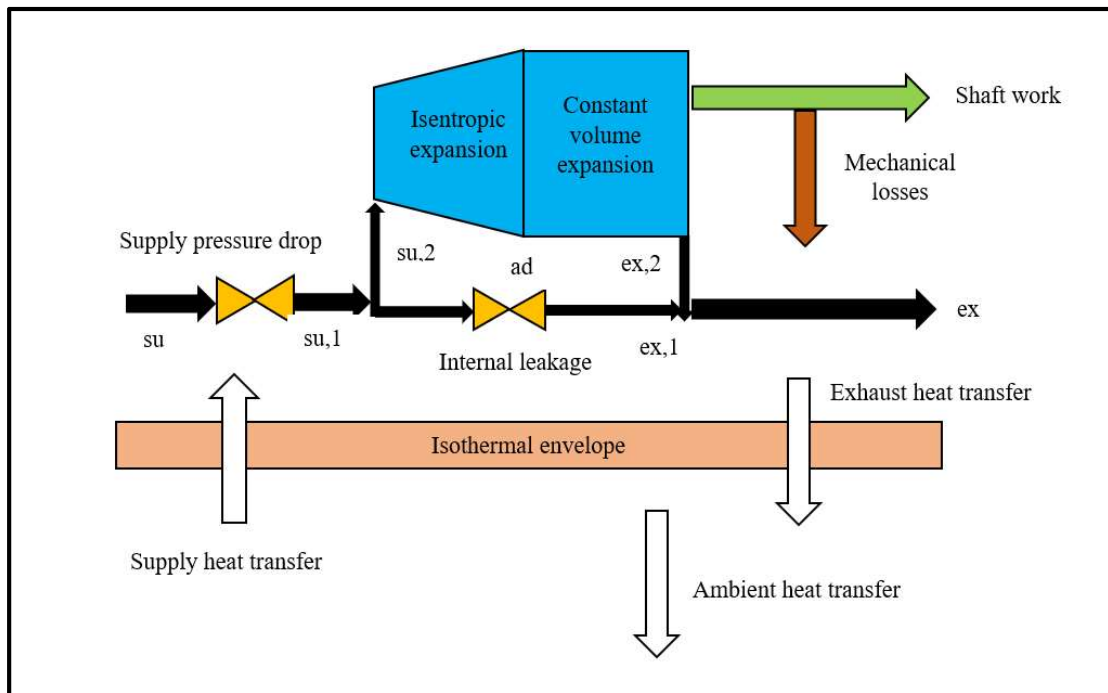 Isentropic
expansion
Constant
volume
expansion
Shaft work
Mechanical
losses
Supply pressure drop
su,2
ad
ex,2
su
su,1
Internal leakage
ex,1
ex
Exhaust heat transfer
Isothermal envelope
Supply heat transfer
Ambient heat transfer